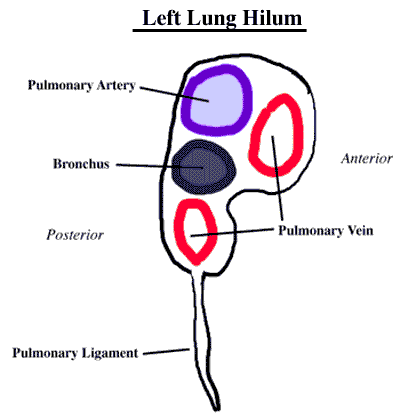 Left Lung Hilum
Pulmonary Artery
Bronchus
Anterior
Posterior
Pulmonary Vein
Pulmonary Ligament